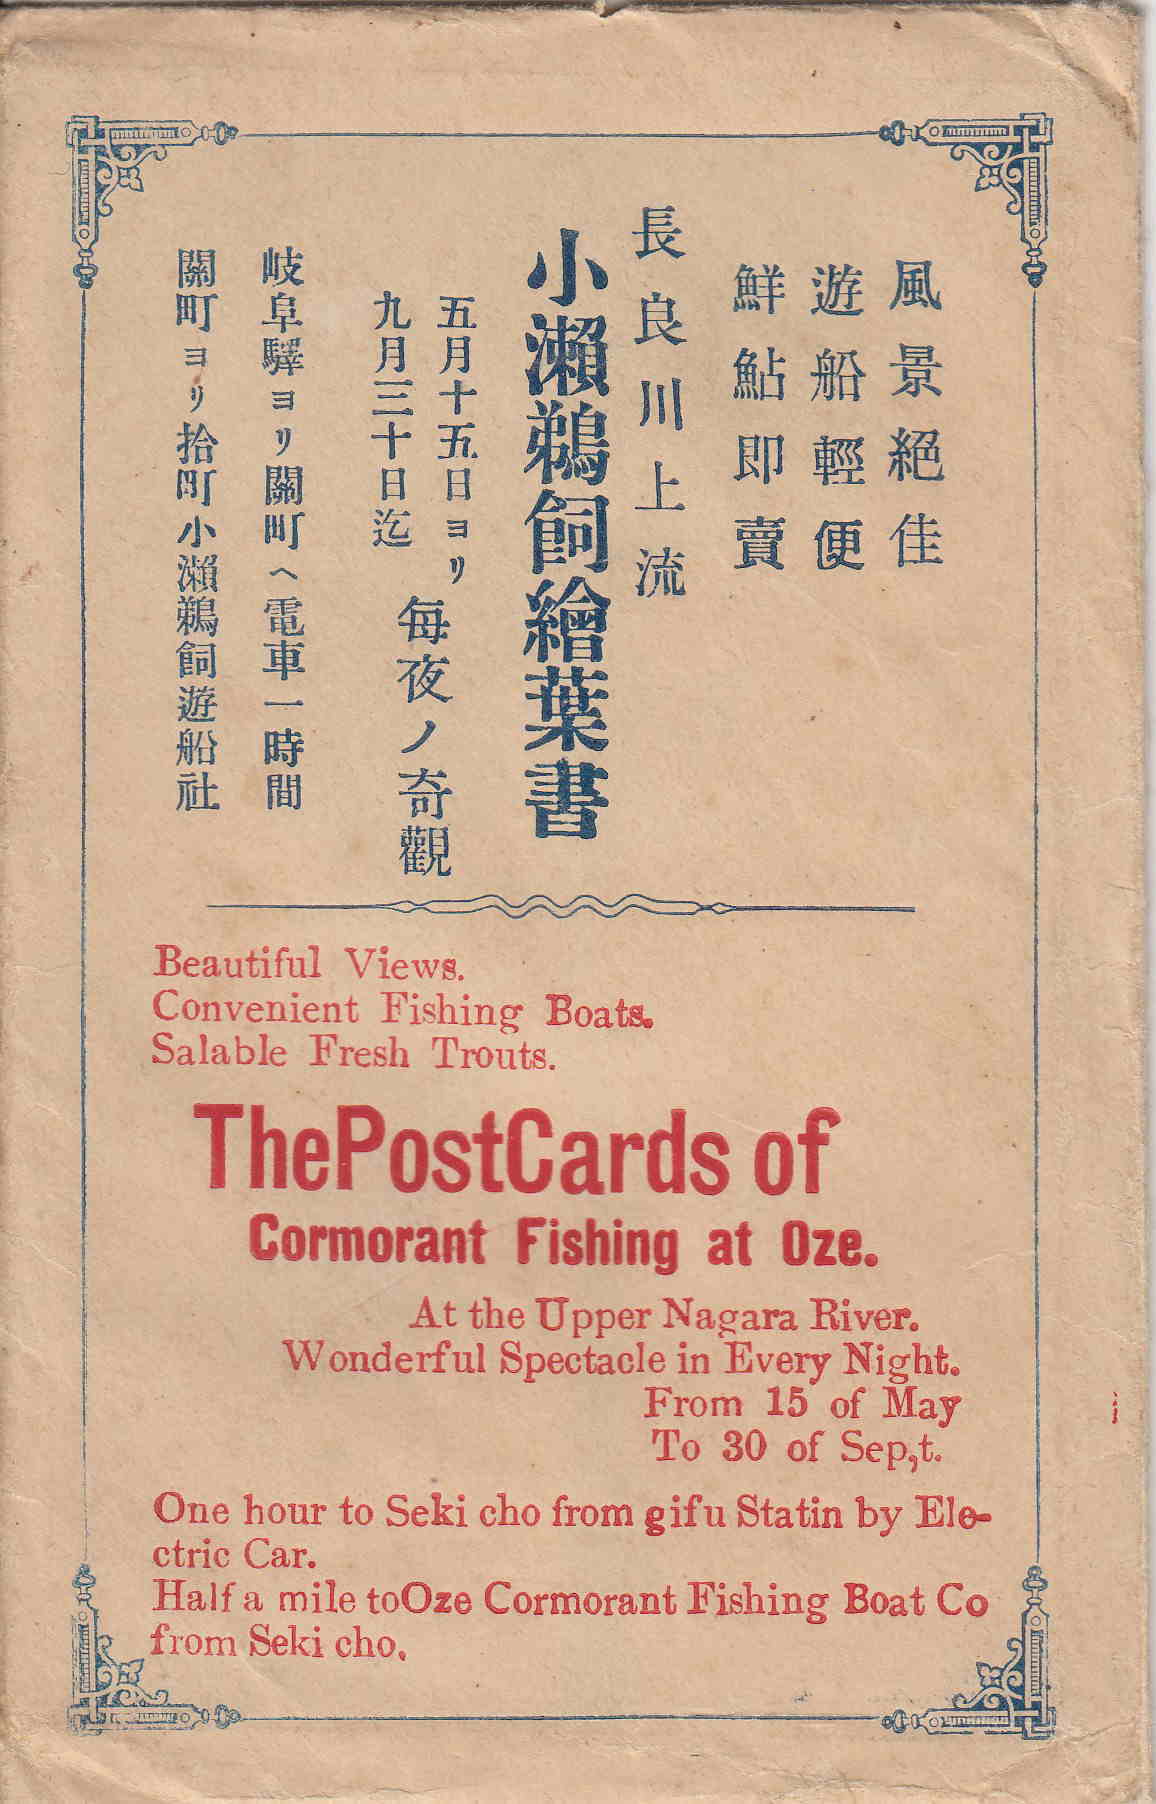 風景絕佳
遊船輕便
鮮鮎即賣
長良川上流
小瀨鵜飼繪葉書
五月十五日ヨリ
九月三十日迄
每夜ノ奇觀
岐阜驛ヨリ關町ヘ電車一時間
關町ヨリ拾町小瀨鵜飼遊船社
Beautiful Views.
Convenient Fishing Boats.
Salable Fresh Trouts.
ThePostCards of
Cormorant Fishing at Oze.
At the Upper Nagara River.
Wonderful Spectacle in Every Night.
From 15 of May
To 30 of Sep,t.
One hour to Seki cho from gifu Statin by Ele-
ctric Car.
Half a mile toOze Cormorant Fishing Boat Co
from Seki cho.